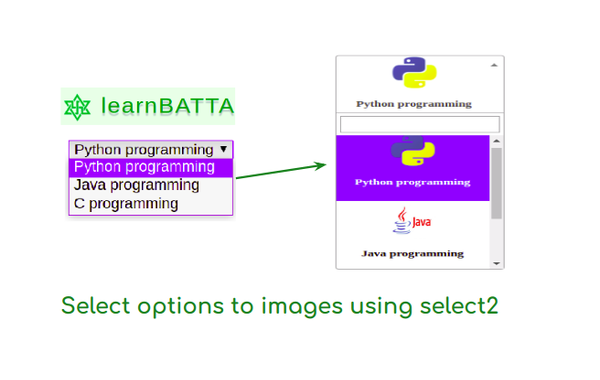 learnBATTA
Python programming
Python programming
Java programming
C programming
Python programming
Python programming
Java
Java programming
Select options to images using select2